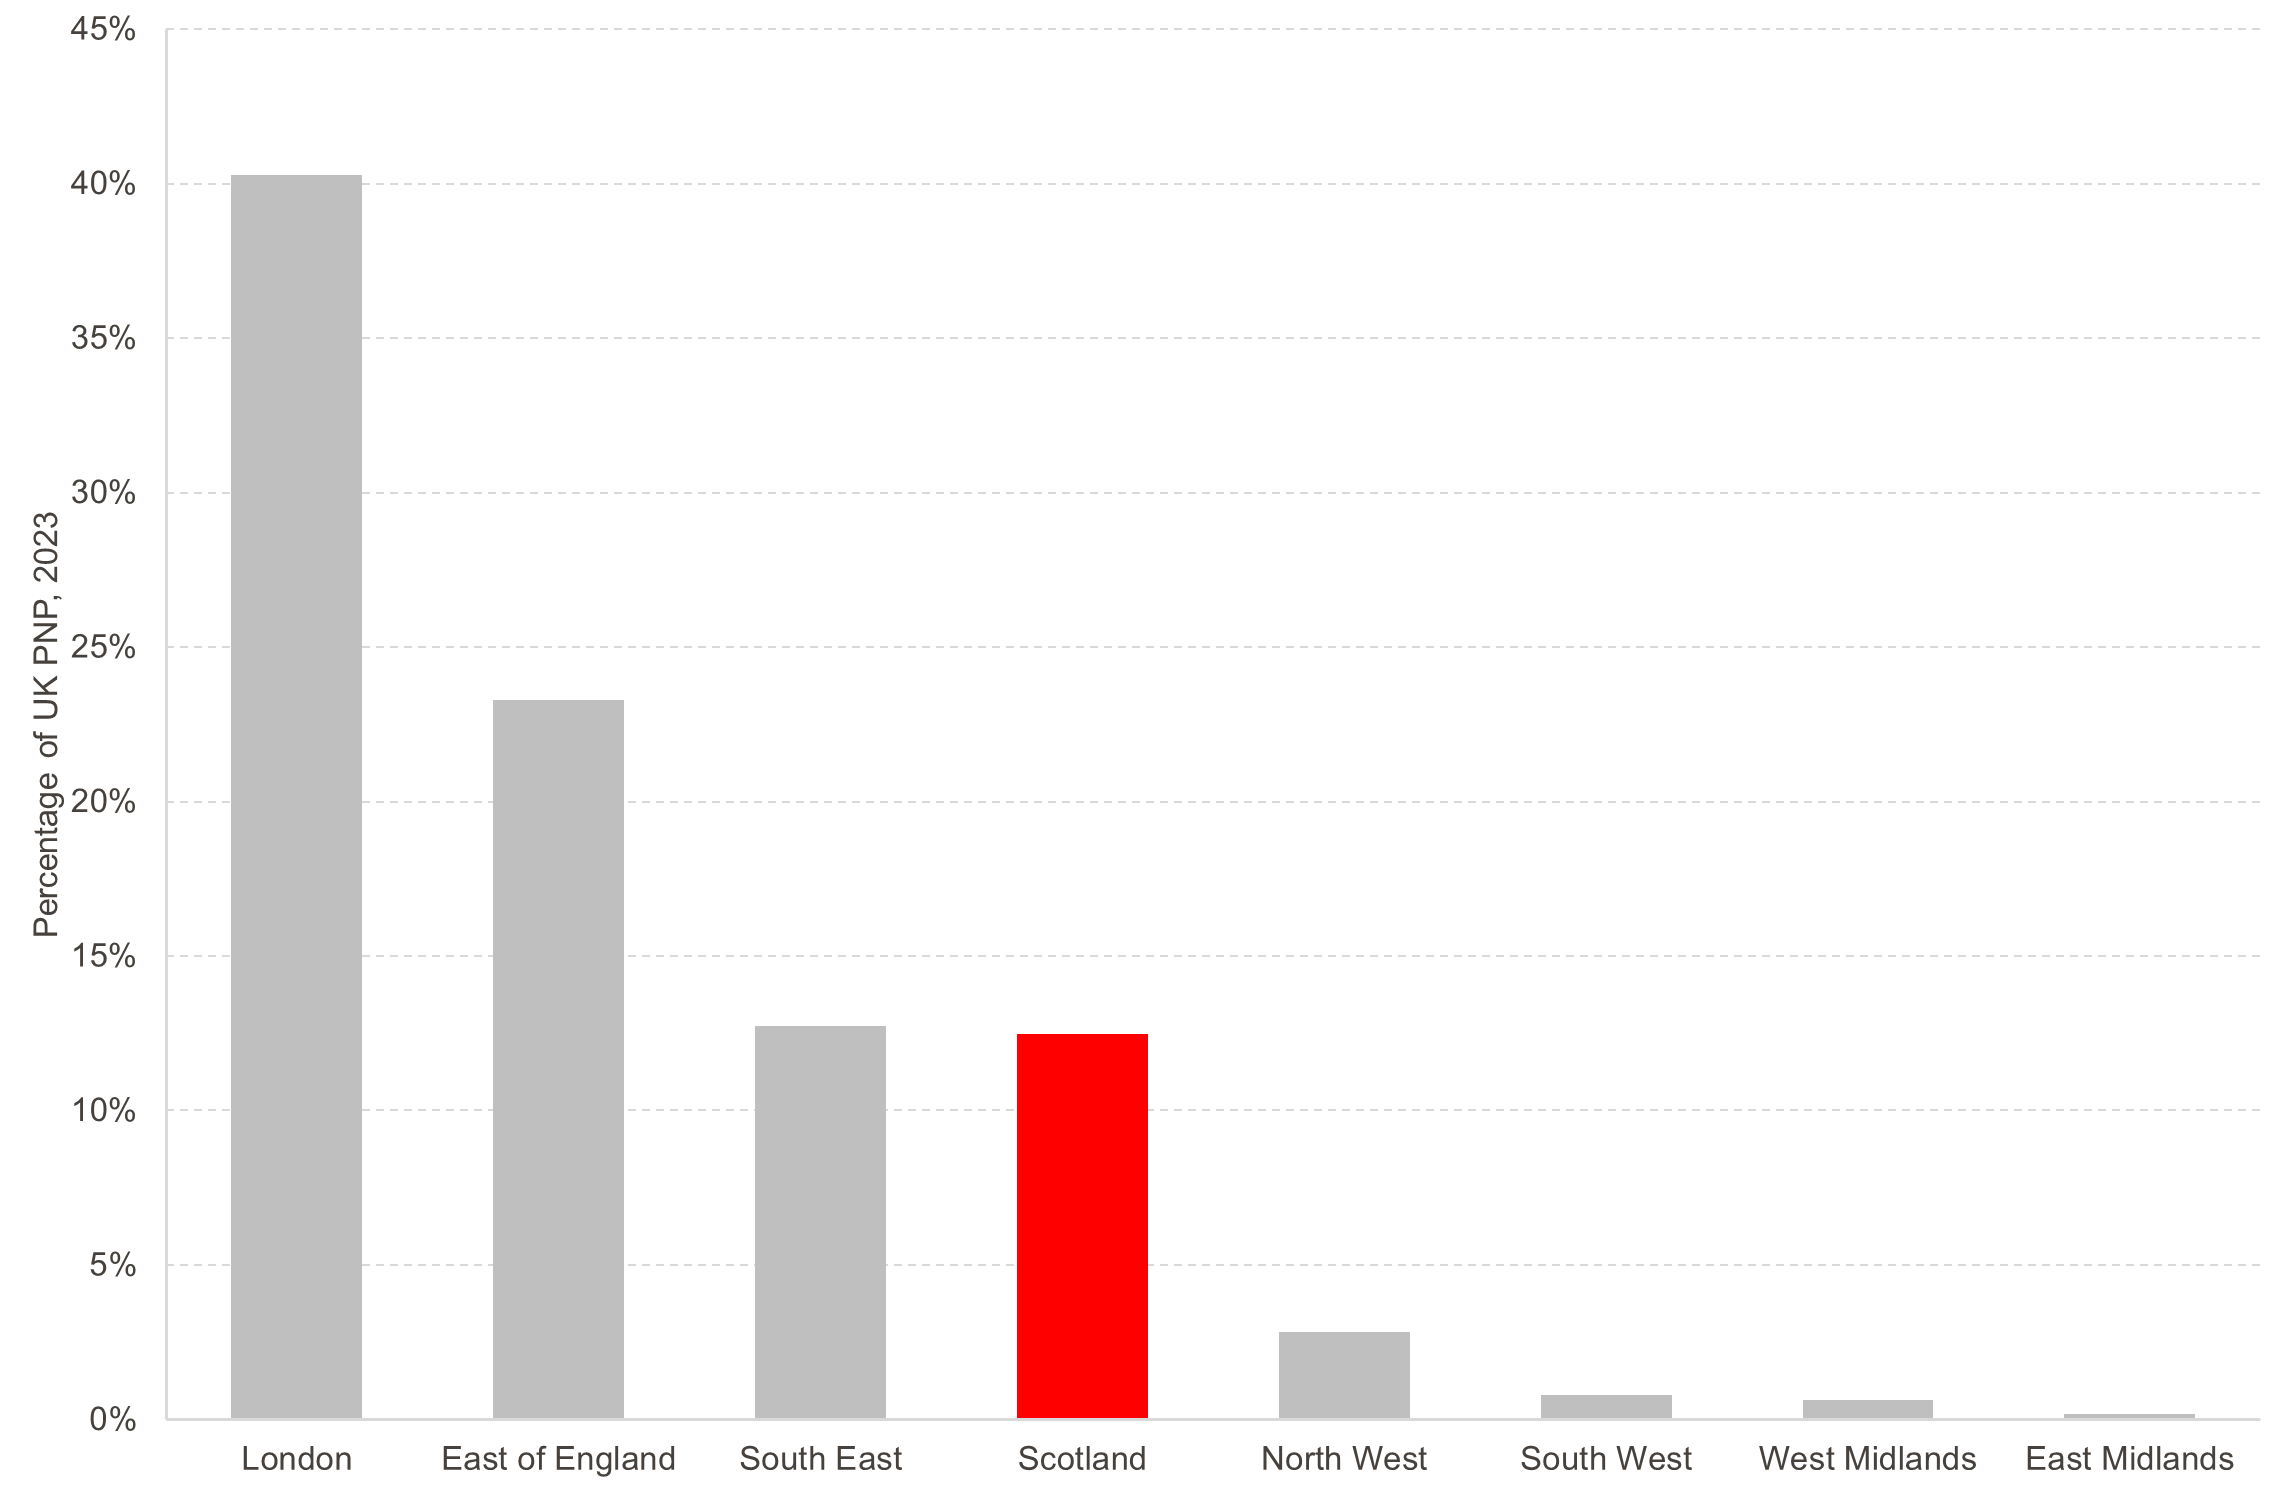 45%
40%
35%
30%
25%
20%
15%
10%
5%
0%
Percentage of UK PNP, 2023
London
East of England
South East
Scotland
North West
South West
West Midlands
East Midlands